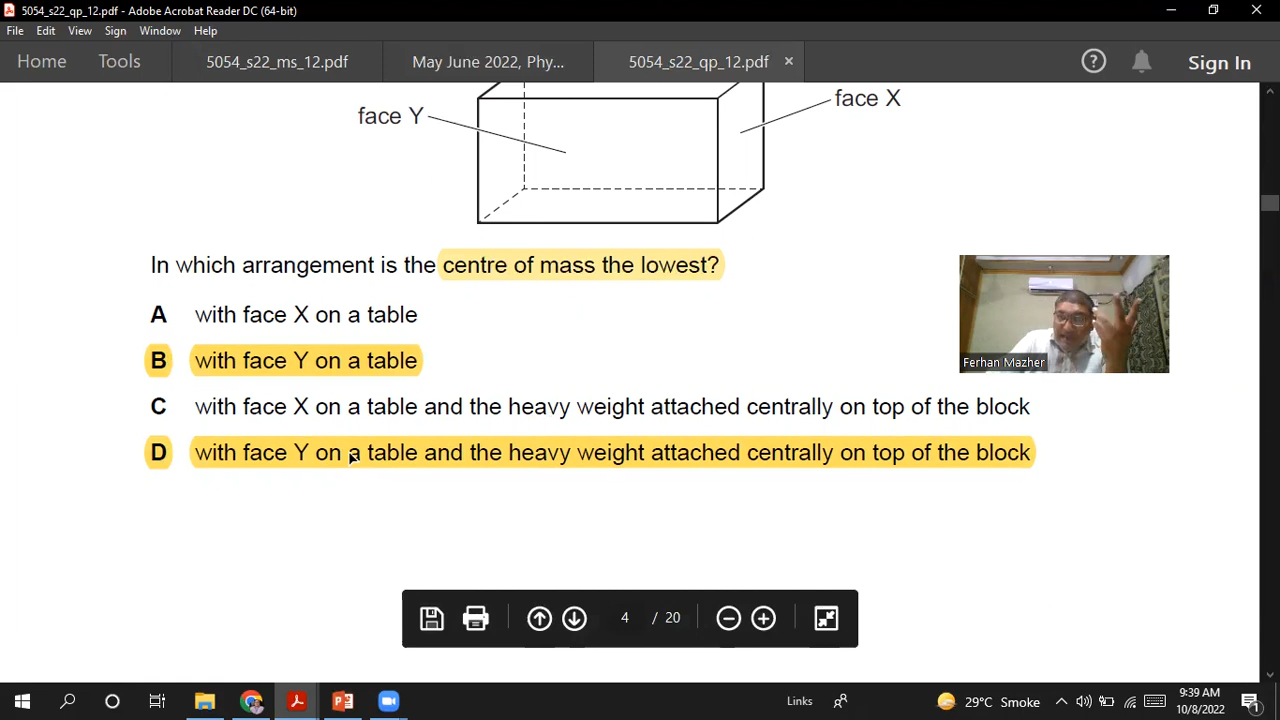 5054_s22_qp_12.pdf - Adobe Acrobat Reader DC (64-bit)
File Edit View Sign Window Help
Home Tools 5054_s22_ms_12.pdf May June 2022, Phy... 5054_s22_qp_12.pdf × Sign In
face X
face Y
In which arrangement is the centre of mass the lowest?
A with face X on a table
B with face Y on a table
C with face X on a table and the heavy weight attached centrally on top of the block
D with face Y on a table and the heavy weight attached centrally on top of the block
Ferhan Mazher
4 / 20
Links 29°C Smoke 9:39 AM
10/8/2022 1